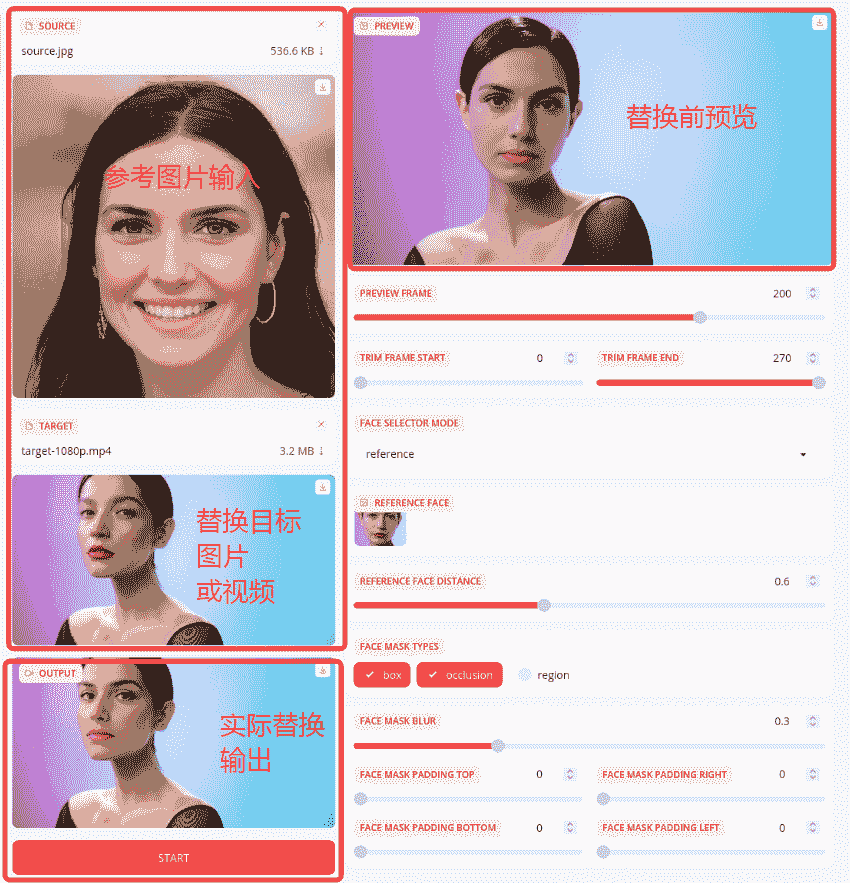 SOURCE
source.jpg
536.6 KB ↓
参考图片输入
TARGET
target-1080p.mp4
3.2 MB ↓
替换目标
图片
或视频
OUTPUT
实际替换
输出
START
PREVIEW
替换前预览
PREVIEW FRAME
200
TRIM FRAME START
0
TRIM FRAME END
270
FACE SELECTOR MODE
reference
REFERENCE FACE
REFERENCE FACE DISTANCE
0.6
FACE MASK TYPES
box
occlusion
region
FACE MASK BLUR
0.3
FACE MASK PADDING TOP
0
FACE MASK PADDING RIGHT
0
FACE MASK PADDING BOTTOM
0
FACE MASK PADDING LEFT
0